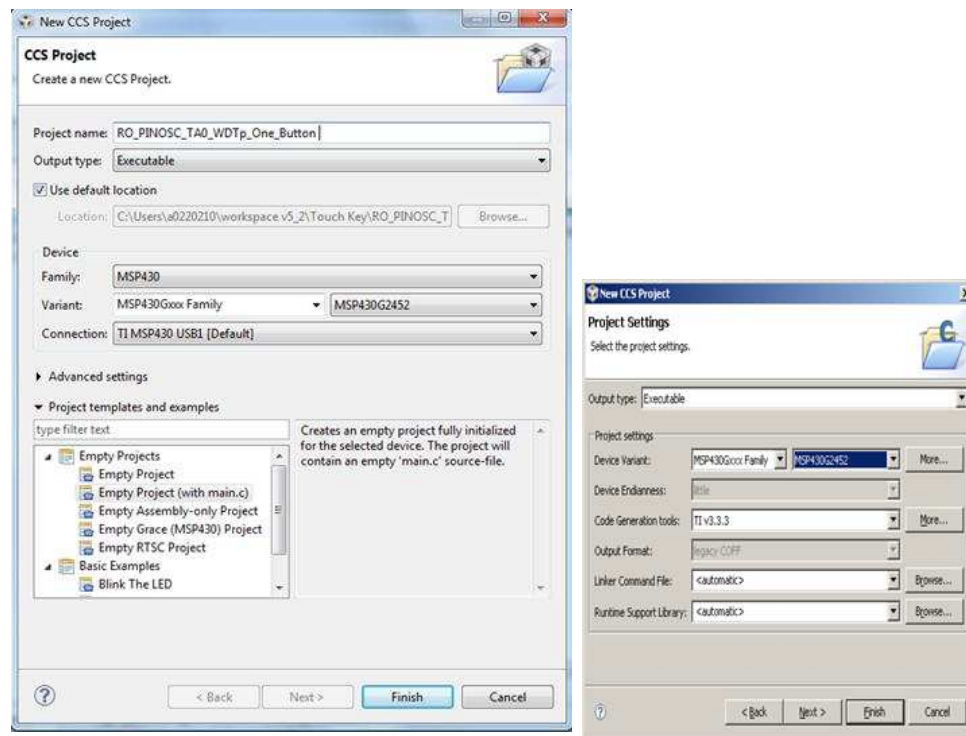 New CCS Project
CCS Project
Create a new CCS Project.
Project name: RO_PINOSC_TA0_WDTp_One_Button
Output type: Executable
Use default location
Location: C:\Users\a0220210\workspace v5_2\Touch Key\RO_PINOSC_T Browse...
Device
Family: MSP430
Variant: MSP430Gxxx Family MSP430G2452
Connection: TI MSP430 USB1 [Default]
Advanced settings
Project templates and examples
type filter text
Empty Projects
Empty Project
Empty Project (with main.c)
Empty Assembly-only Project
Empty Grace (MSP430) Project
Empty RTSC Project
Basic Examples
Blink The LED
Creates an empty project fully initialized
for the selected device. The project will
contain an empty 'main.c' source-file.
? < Back Next > Finish Cancel
New CCS Project
Project Settings
Select the project settings.
Output type: Executable
Project settings
Device Variant: MSP430Gxxx Family MSP430G2452 More...
Device Endianness: little
Code Generation tools: TI v3.3.3 More...
Output Format: legacy COFF
Linker Command File: <automatic> Browse...
Runtime Support Library: <automatic> Browse...
? < Back Next > Finish Cancel